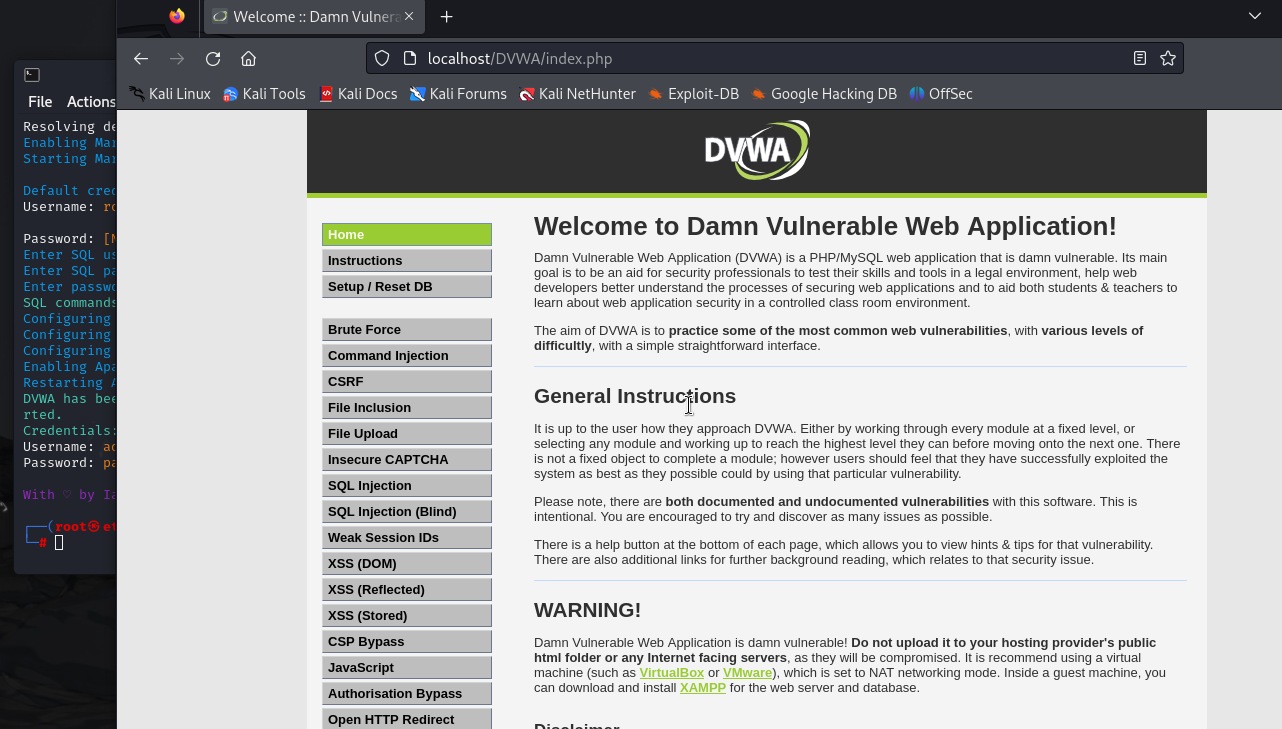 Welcome :: Damn Vulnera
localhost/DVWA/index.php
Kali Linux Kali Tools Kali Docs Kali Forums Kali NetHunter Exploit-DB Google Hacking DB OffSec
File Actions
Resolving de
Enabling Mar
Starting Mar
Default cred
Username: ro
Password: [N
Enter SQL us
Enter SQL pa
Enter passwo
SQL commands
Configuring
Configuring
Configuring
Enabling Apa
Restarting A
DVWA has bee
rted.
Credentials:
Username: ad
Password: pa
With ♡ by Ia
root㉿et
#
DVWA
Home
Instructions
Setup / Reset DB
Brute Force
Command Injection
CSRF
File Inclusion
File Upload
Insecure CAPTCHA
SQL Injection
SQL Injection (Blind)
Weak Session IDs
XSS (DOM)
XSS (Reflected)
XSS (Stored)
CSP Bypass
JavaScript
Authorisation Bypass
Open HTTP Redirect
Welcome to Damn Vulnerable Web Application!
Damn Vulnerable Web Application (DVWA) is a PHP/MySQL web application that is damn vulnerable. Its main
goal is to be an aid for security professionals to test their skills and tools in a legal environment, help web
developers better understand the processes of securing web applications and to aid both students & teachers to
learn about web application security in a controlled class room environment.
The aim of DVWA is to practice some of the most common web vulnerabilities, with various levels of
difficultly, with a simple straightforward interface.
General Instructions
It is up to the user how they approach DVWA. Either by working through every module at a fixed level, or
selecting any module and working up to reach the highest level they can before moving onto the next one. There
is not a fixed object to complete a module; however users should feel that they have successfully exploited the
system as best as they possible could by using that particular vulnerability.
Please note, there are both documented and undocumented vulnerabilities with this software. This is
intentional. You are encouraged to try and discover as many issues as possible.
There is a help button at the bottom of each page, which allows you to view hints & tips for that vulnerability.
There are also additional links for further background reading, which relates to that security issue.
WARNING!
Damn Vulnerable Web Application is damn vulnerable! Do not upload it to your hosting provider's public
html folder or any Internet facing servers, as they will be compromised. It is recommend using a virtual
machine (such as VirtualBox or VMware), which is set to NAT networking mode. Inside a guest machine, you
can download and install XAMPP for the web server and database.
Disclaimer